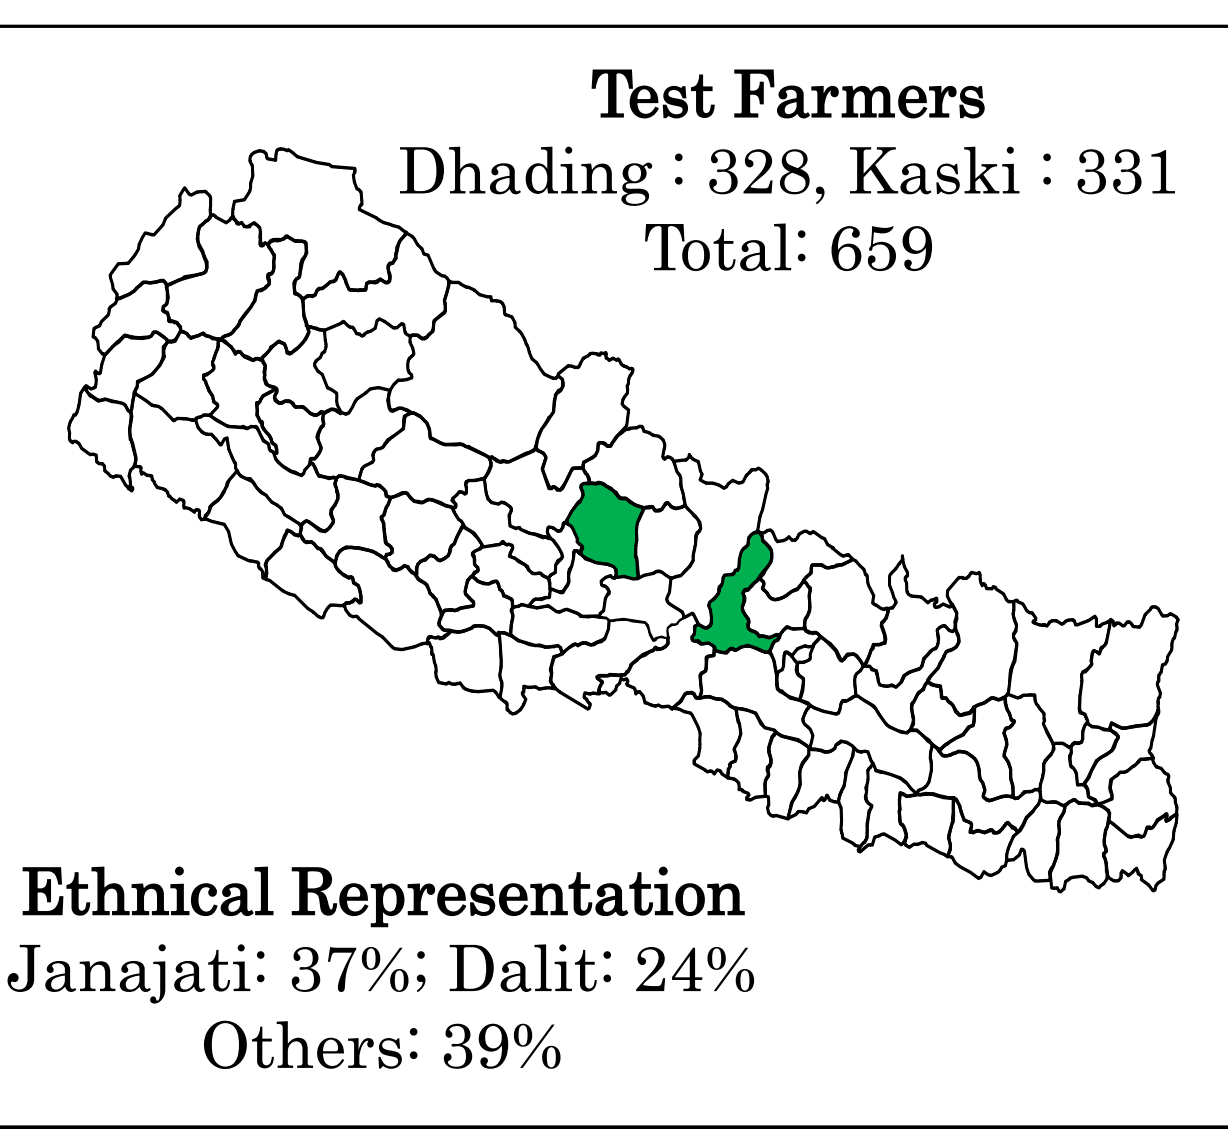 Test Farmers
Dhading : 328, Kaski : 331
Total: 659
Ethnical Representation
Janajati: 37%; Dalit: 24%
Others: 39%